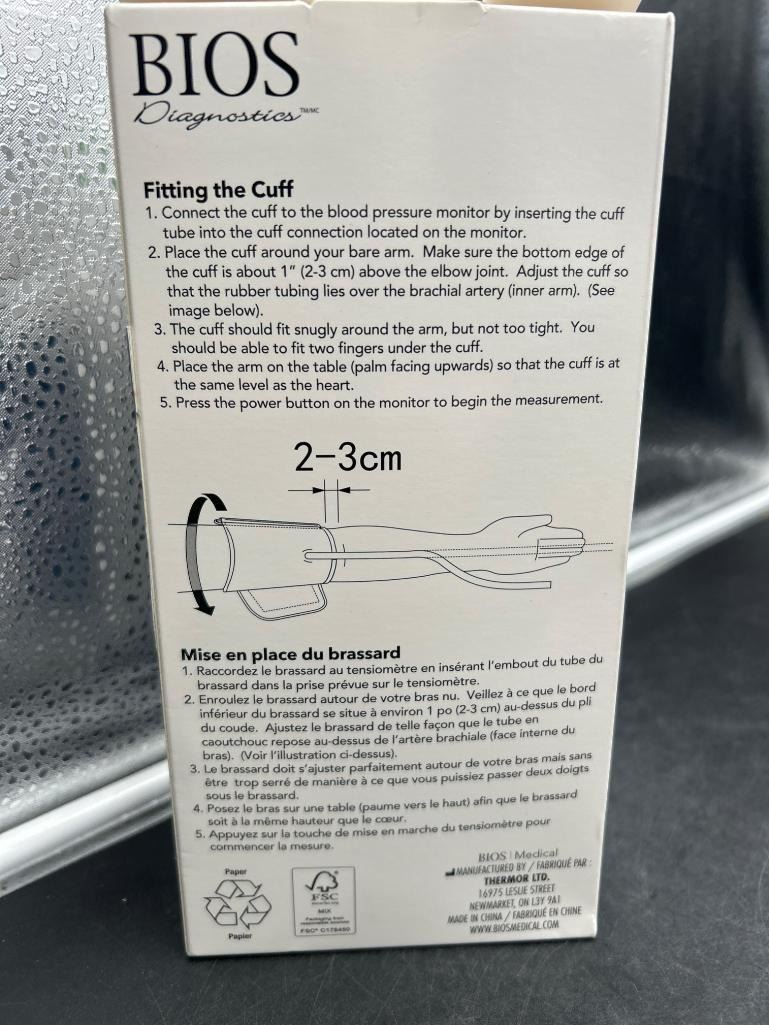 BIOS
Diagnostics TM/MC
Fitting the Cuff
1. Connect the cuff to the blood pressure monitor by inserting the cuff
tube into the cuff connection located on the monitor.
2. Place the cuff around your bare arm. Make sure the bottom edge of
the cuff is about 1" (2-3 cm) above the elbow joint. Adjust the cuff so
that the rubber tubing lies over the brachial artery (inner arm). (See
image below).
3. The cuff should fit snugly around the arm, but not too tight. You
should be able to fit two fingers under the cuff.
4. Place the arm on the table (palm facing upwards) so that the cuff is at
the same level as the heart.
5. Press the power button on the monitor to begin the measurement.
2-3cm
Mise en place du brassard
1. Raccordez le brassard au tensiomètre en insérant l'embout du tube du
brassard dans la prise prévue sur le tensiomètre.
2. Enroulez le brassard autour de votre bras nu. Veillez à ce que le bord
inférieur du brassard se situe à environ 1 po (2-3 cm) au-dessus du pli
du coude. Ajustez le brassard de telle façon que le tube en
caoutchouc repose au-dessus de l'artère brachiale (face interne du
bras). (Voir l'illustration ci-dessus).
3. Le brassard doit s'ajuster parfaitement autour de votre bras mais sans
être trop serré de manière à ce que vous puissiez passer deux doigts
sous le brassard.
4. Posez le bras sur une table (paume vers le haut) afin que le brassard
soit à la même hauteur que le cœur.
5. Appuyez sur la touche de mise en marche du tensiomètre pour
commencer la mesure.
Paper
Papier
FSC
MIX
Packaging from
responsible sources
FSC® C178450
BIOS | Medical
MANUFACTURED BY / FABRIQUÉ PAR :
THERMOR LTD.
16975 LESLIE STREET
NEWMARKET, ON L3Y 9A1
MADE IN CHINA / FABRIQUÉ EN CHINE
WWW.BIOSMEDICAL.COM